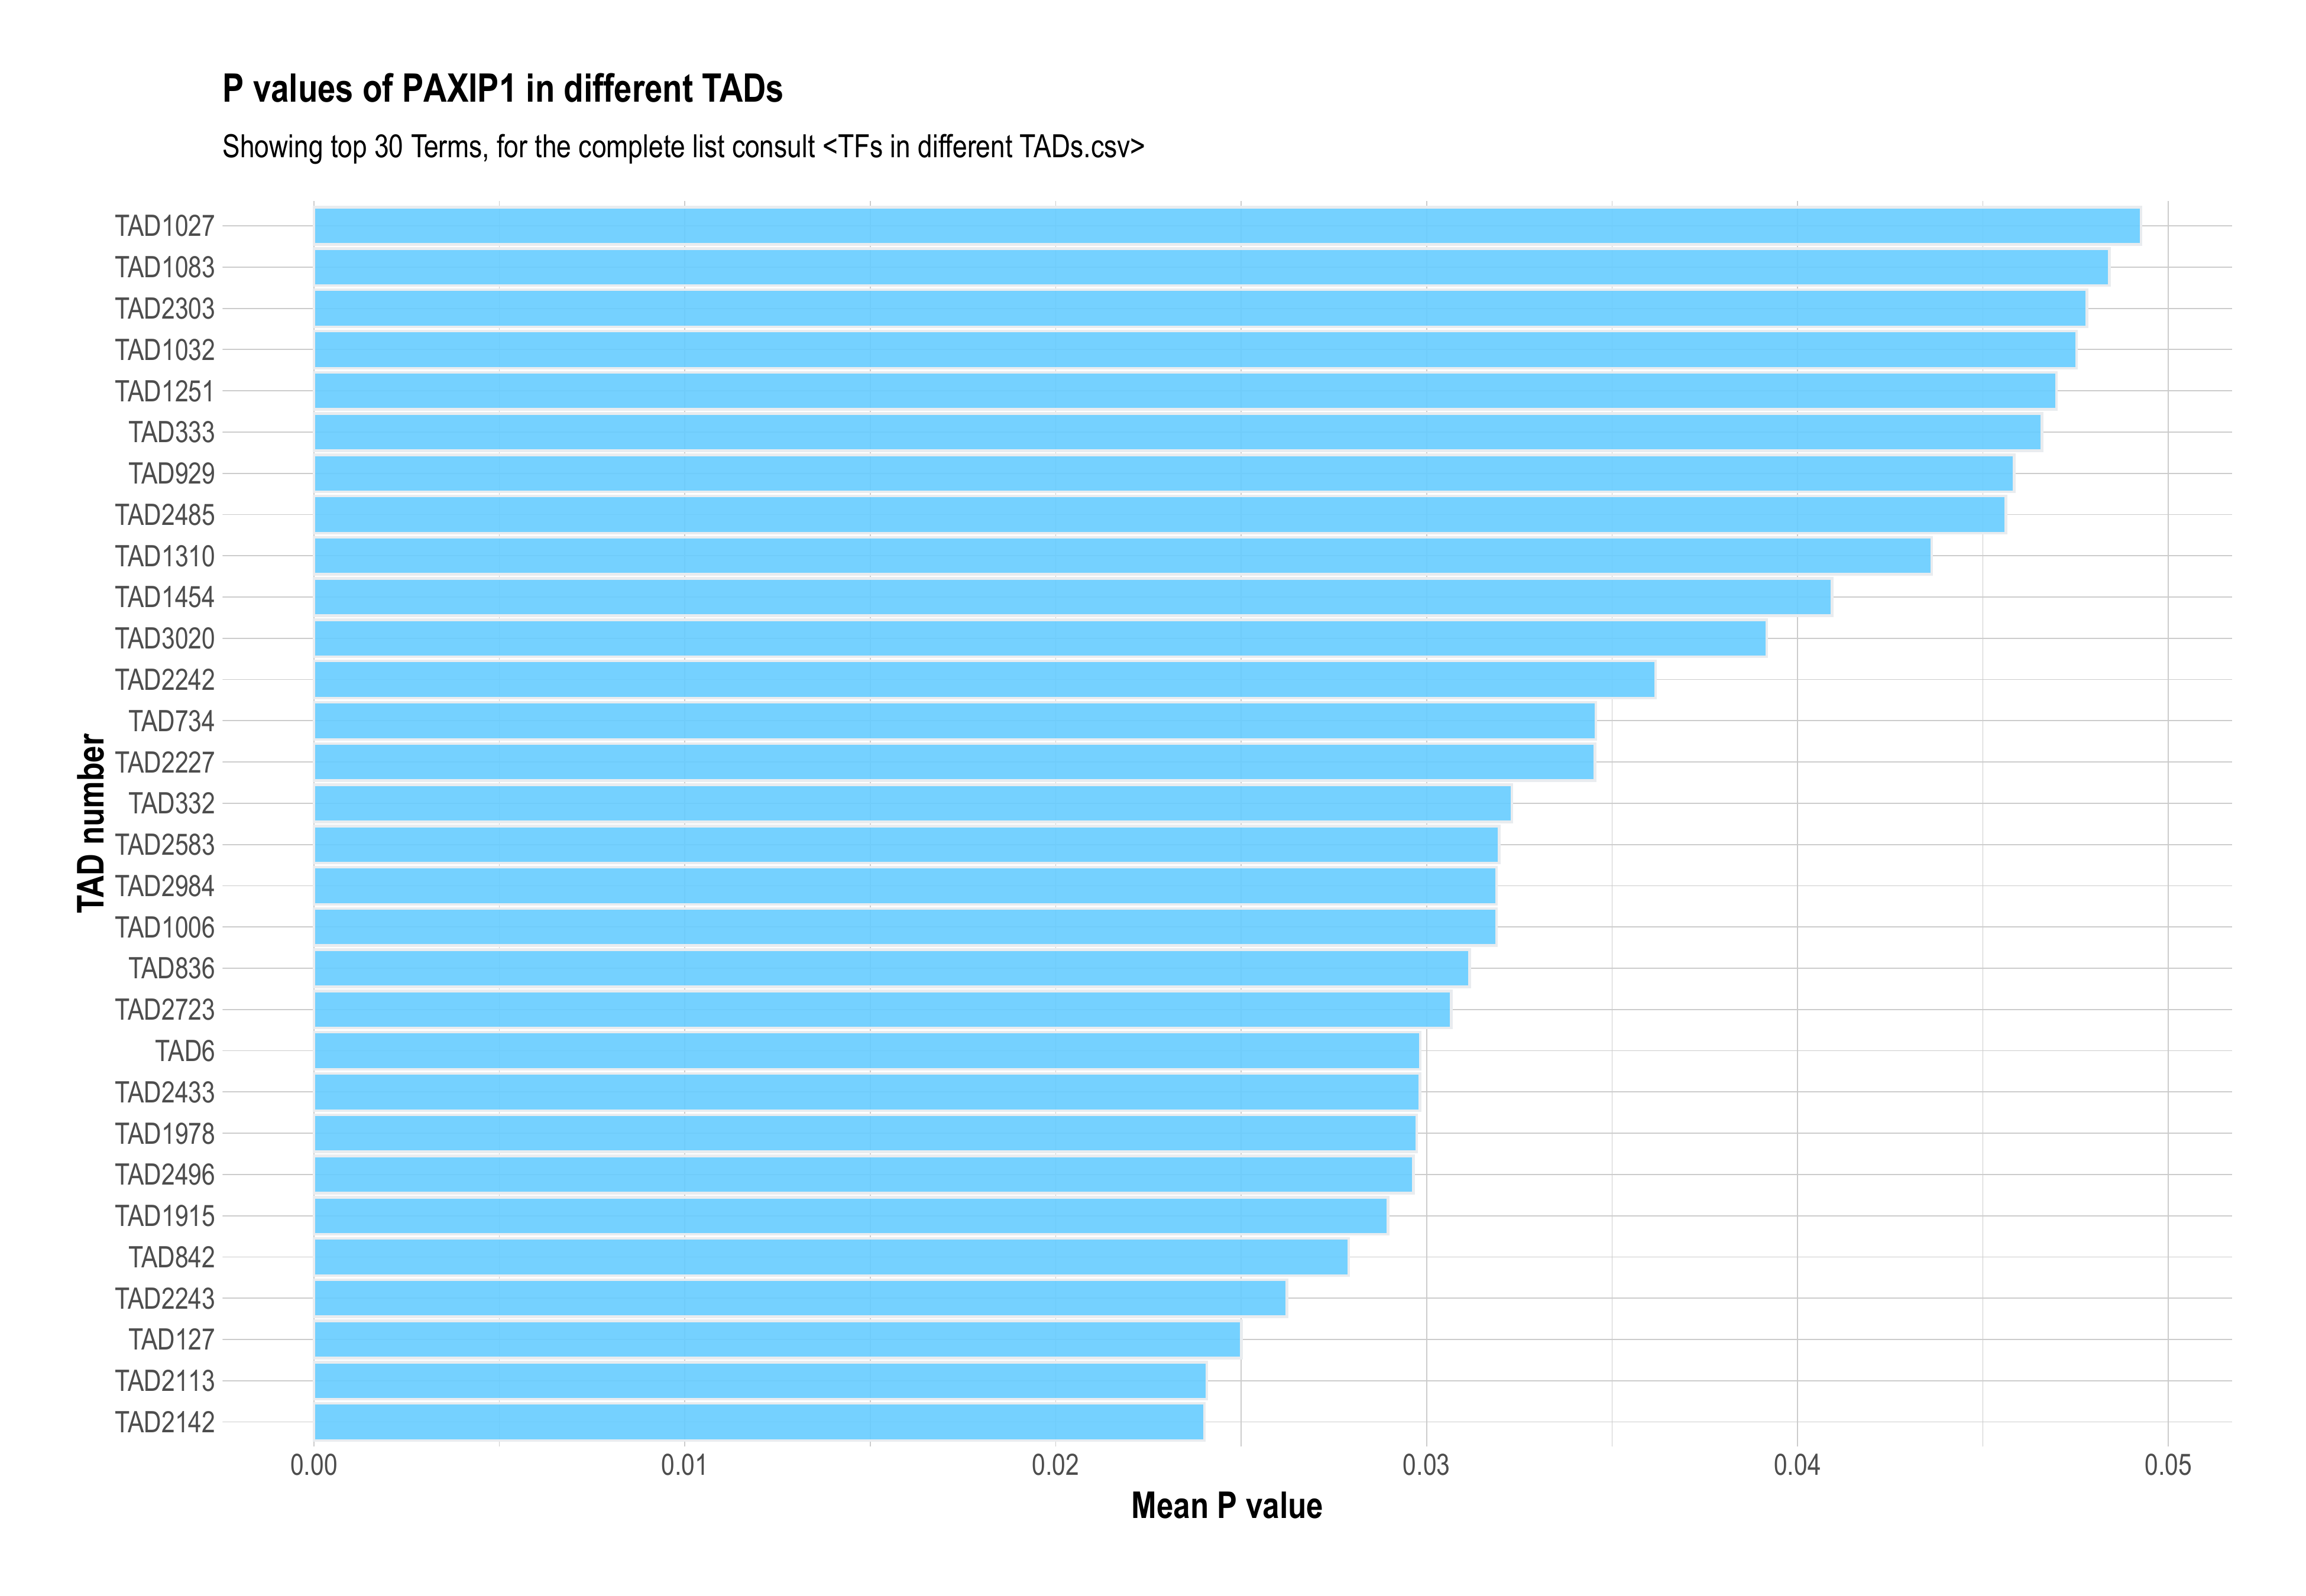 P values of PAXIP1 in different TADs
Showing top 30 Terms, for the complete list consult <TFs in different TADs.csv>
TAD number
TAD1027
TAD1083
TAD2303
TAD1032
TAD1251
TAD333
TAD929
TAD2485
TAD1310
TAD1454
TAD3020
TAD2242
TAD734
TAD2227
TAD332
TAD2583
TAD2984
TAD1006
TAD836
TAD2723
TAD6
TAD2433
TAD1978
TAD2496
TAD1915
TAD842
TAD2243
TAD127
TAD2113
TAD2142
0.00 0.01 0.02 0.03 0.04 0.05
Mean P value